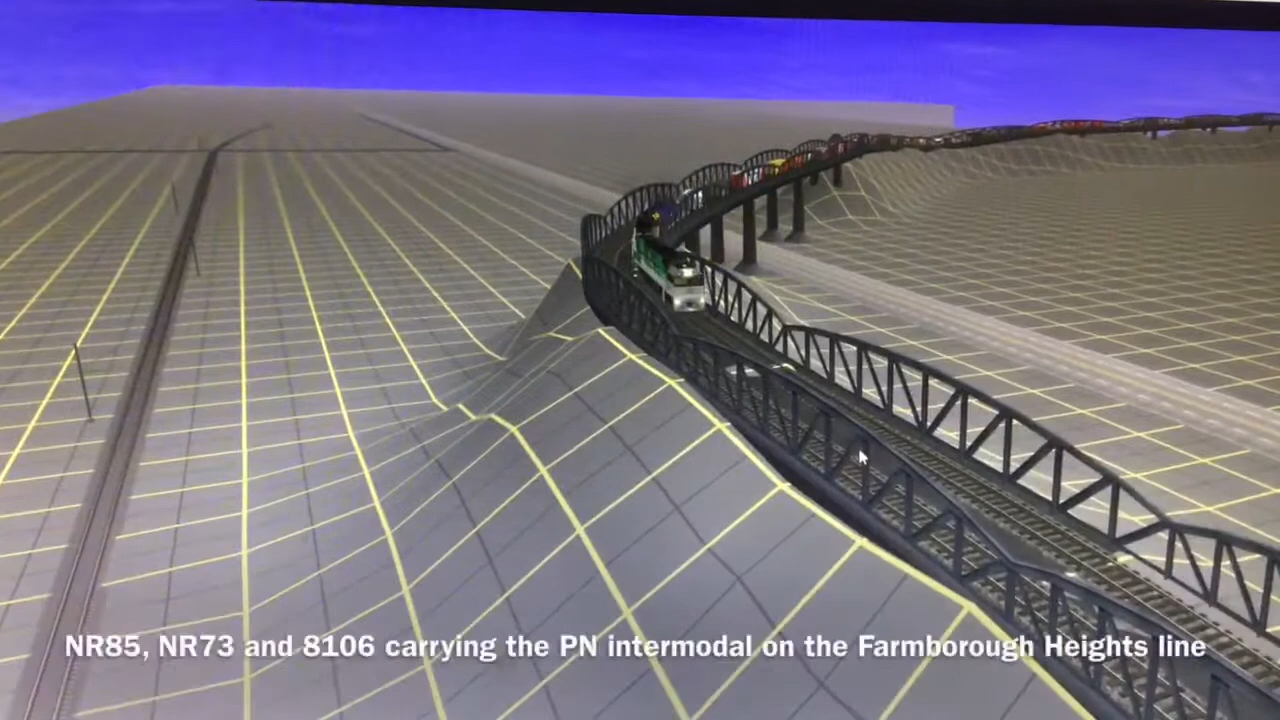 NR85, NR73 and 8106 carrying the PN intermodal on the Farmborough Heights line